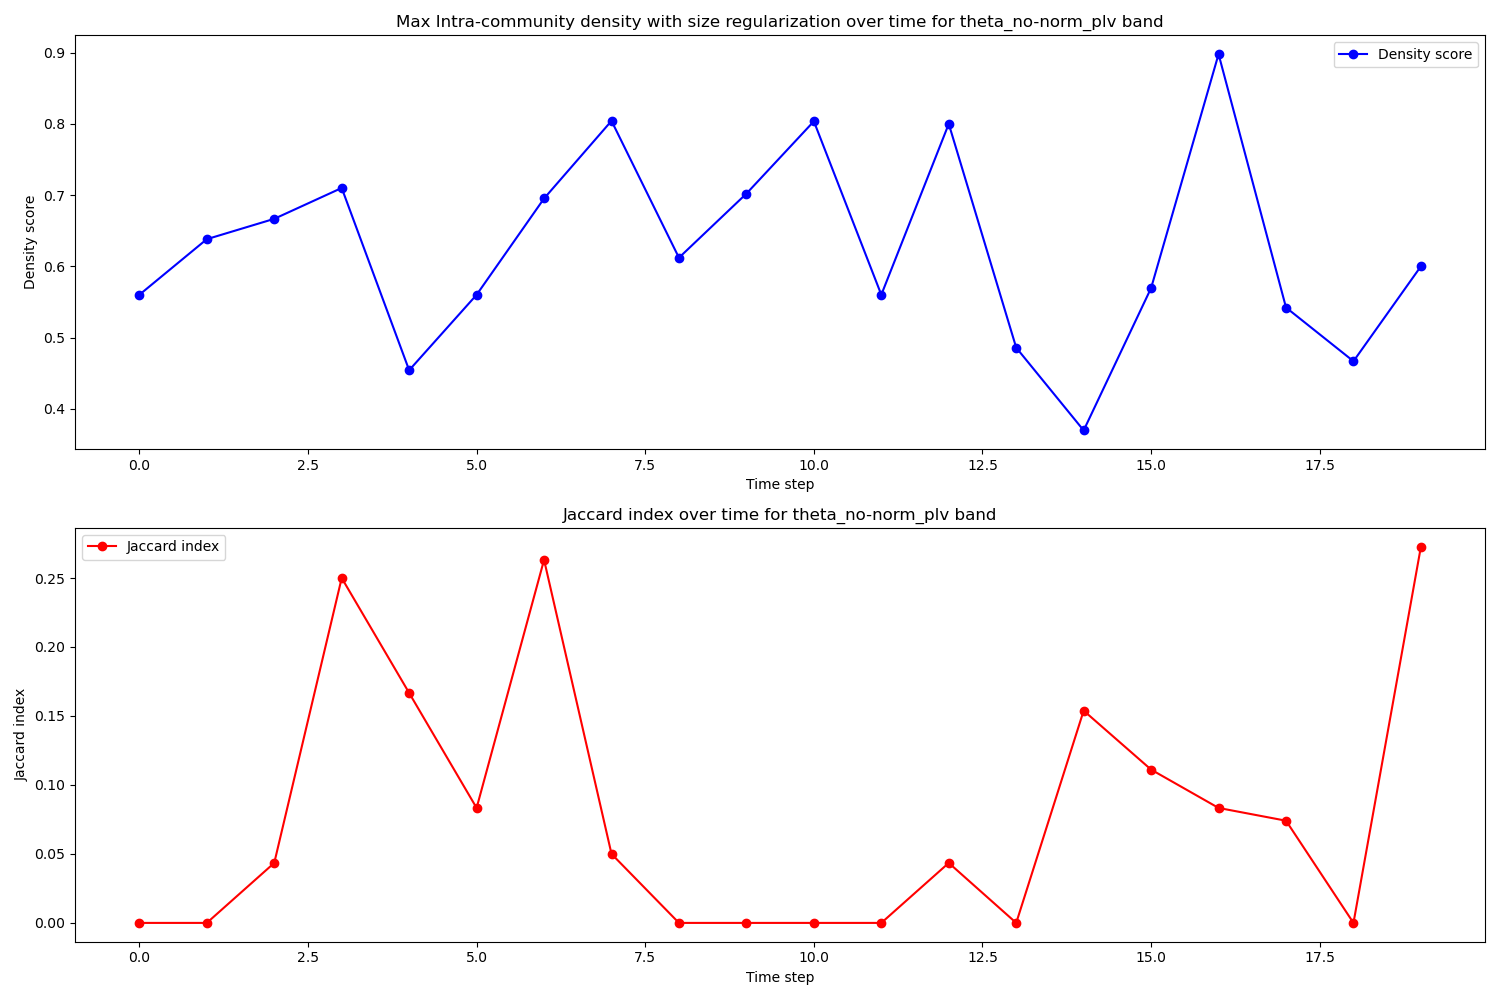 Max Intra-community density with size regularization over time for theta_no-norm_plv band
Density score
0.9
0.8
0.7
0.6
0.5
0.4
Density score
0.0 2.5 5.0 7.5 10.0 12.5 15.0 17.5
Time step
Jaccard index over time for theta_no-norm_plv band
Jaccard index
0.25
0.20
0.15
0.10
0.05
0.00
Jaccard index
0.0 2.5 5.0 7.5 10.0 12.5 15.0 17.5
Time step